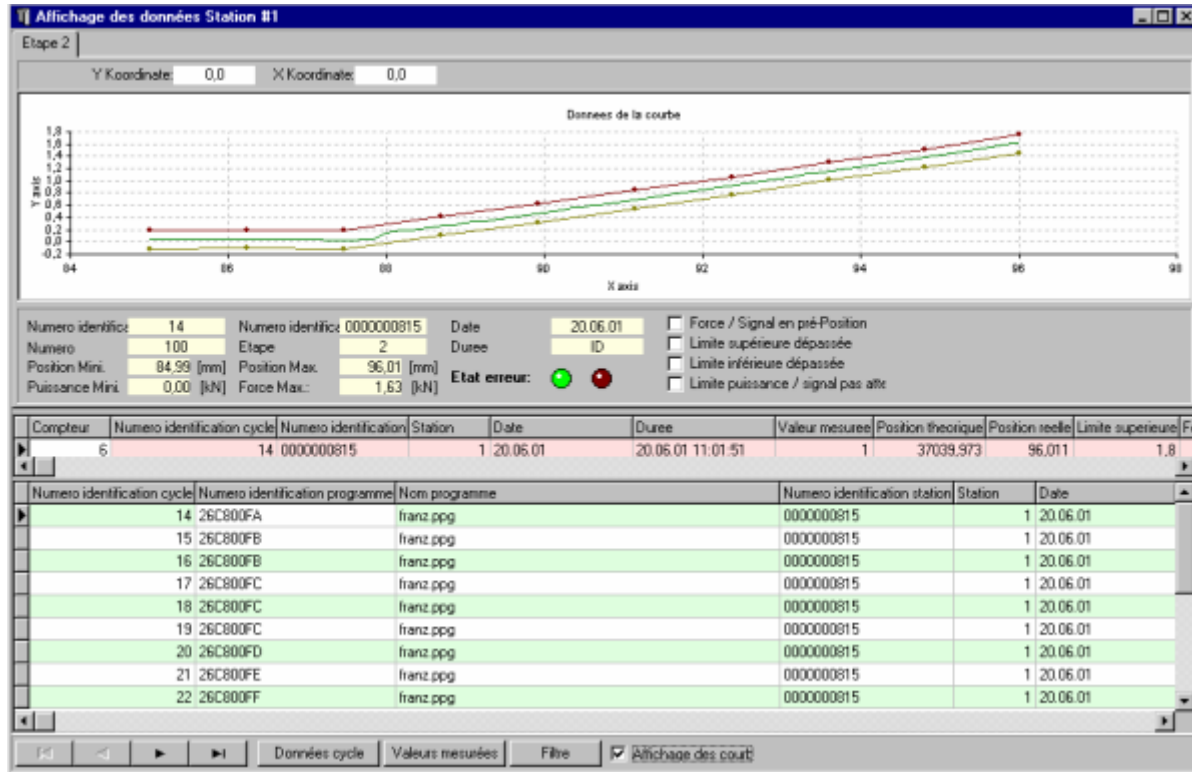 Affichage des données Station #1
Etape 2
Y Koordinate: 0,0 X Koordinate: 0,0
Donnees de la courbe
1,8
1,6
1,4
1,2
1,0
0,8
0,6
0,4
0,2
0,0
-0,2
Y axis
84 86 88 90 92 94 96 98
X axis
Numero identifica 14 Numero identifica 0000000815 Date 20.06.01 Force / Signal en pré-Position
Numero 100 Etape 2 Duree ID Limite supérieure dépassée
Position Mini. 84,99 [mm] Position Max. 96,01 [mm] Etat erreur: Limite inférieure dépassée
Puissance Mini. 0,00 [kN] Force Max.: 1,63 [kN] Limite puissance / signal pas atte
Compteur Numero identification cycle Numero identification Station Date Duree Valeur mesuree Position theorique Position reelle Limite superieure F
6 14 0000000815 1 20.06.01 20.06.01 11:01:51 1 37039,973 96,011 1,8
Numero identification cycle Numero identification programme Nom programme Numero identification station Station Date
14 26C800FA franz.ppg 0000000815 1 20.06.01
15 26C800FB franz.ppg 0000000815 1 20.06.01
16 26C800FB franz.ppg 0000000815 1 20.06.01
17 26C800FC franz.ppg 0000000815 1 20.06.01
18 26C800FC franz.ppg 0000000815 1 20.06.01
19 26C800FC franz.ppg 0000000815 1 20.06.01
20 26C800FD franz.ppg 0000000815 1 20.06.01
21 26C800FE franz.ppg 0000000815 1 20.06.01
22 26C800FF franz.ppg 0000000815 1 20.06.01
Données cycle Valeurs mesurées Filtre Affichage des courb